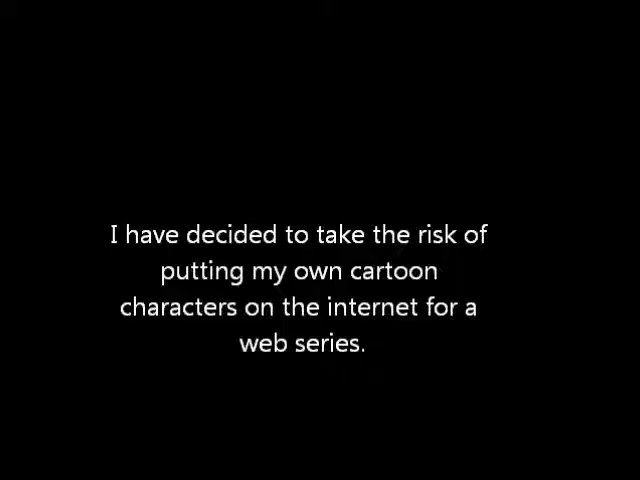 I have decided to take the risk of
putting my own cartoon
characters on the internet for a
web series.